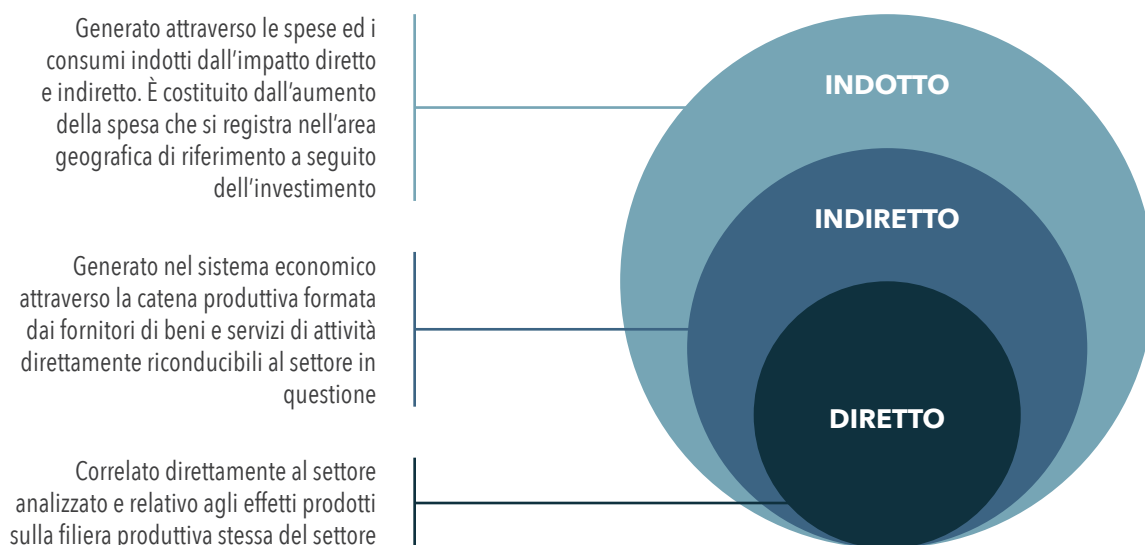 Generato attraverso le spese ed i
consumi indotti dall'impatto diretto
e indiretto. È costituito dall'aumento
della spesa che si registra nell'area
geografica di riferimento a seguito
dell'investimento
INDOTTO
Generato nel sistema economico
attraverso la catena produttiva formata
dai fornitori di beni e servizi di attività
direttamente riconducibili al settore in
questione
INDIRETTO
Correlato direttamente al settore
analizzato e relativo agli effetti prodotti
sulla filiera produttiva stessa del settore
DIRETTO